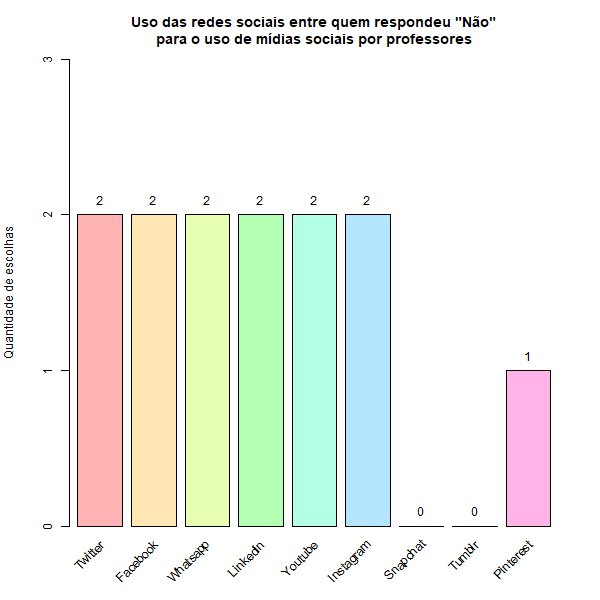 Uso das redes sociais entre quem respondeu "Não"
para o uso de mídias sociais por professores
Quantidade de escolhas
3
2
1
0
2
2
2
2
2
2
0
0
1
Twitter
Facebook
Whatsapp
LinkedIn
Youtube
Instagram
Snapchat
Tumblr
Pinterest